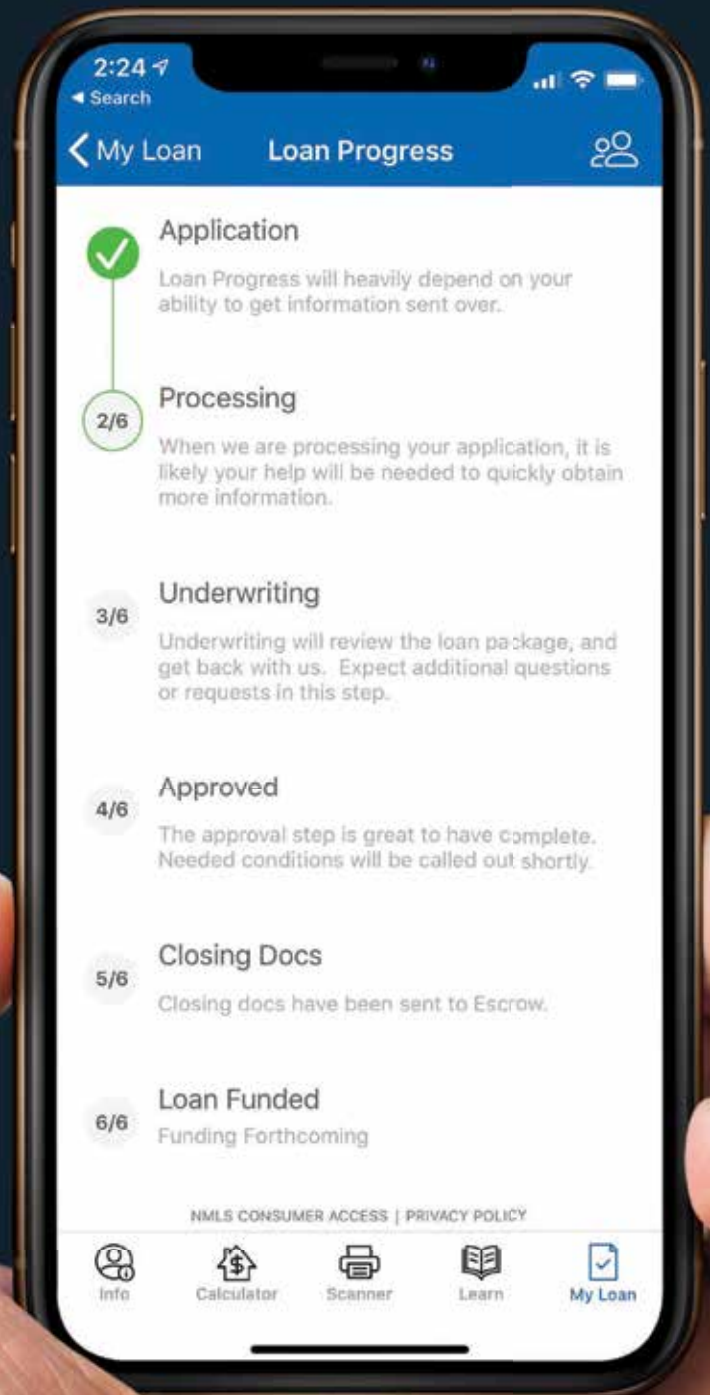 2:24
Search
My Loan
Loan Progress
Application
Loan Progress will heavily depend on your
ability to get information sent over.
2/6
Processing
When we are processing your application, it is
likely your help will be needed to quickly obtain
more information.
3/6
Underwriting
Underwriting will review the loan package, and
get back with us. Expect additional questions
or requests in this step.
4/6
Approved
The approval step is great to have complete.
Needed conditions will be called out shortly.
5/6
Closing Docs
Closing docs have been sent to Escrow.
6/6
Loan Funded
Funding Forthcoming
NMLS CONSUMER ACCESS | PRIVACY POLICY
Info
Calculator
Scanner
Learn
My Loan